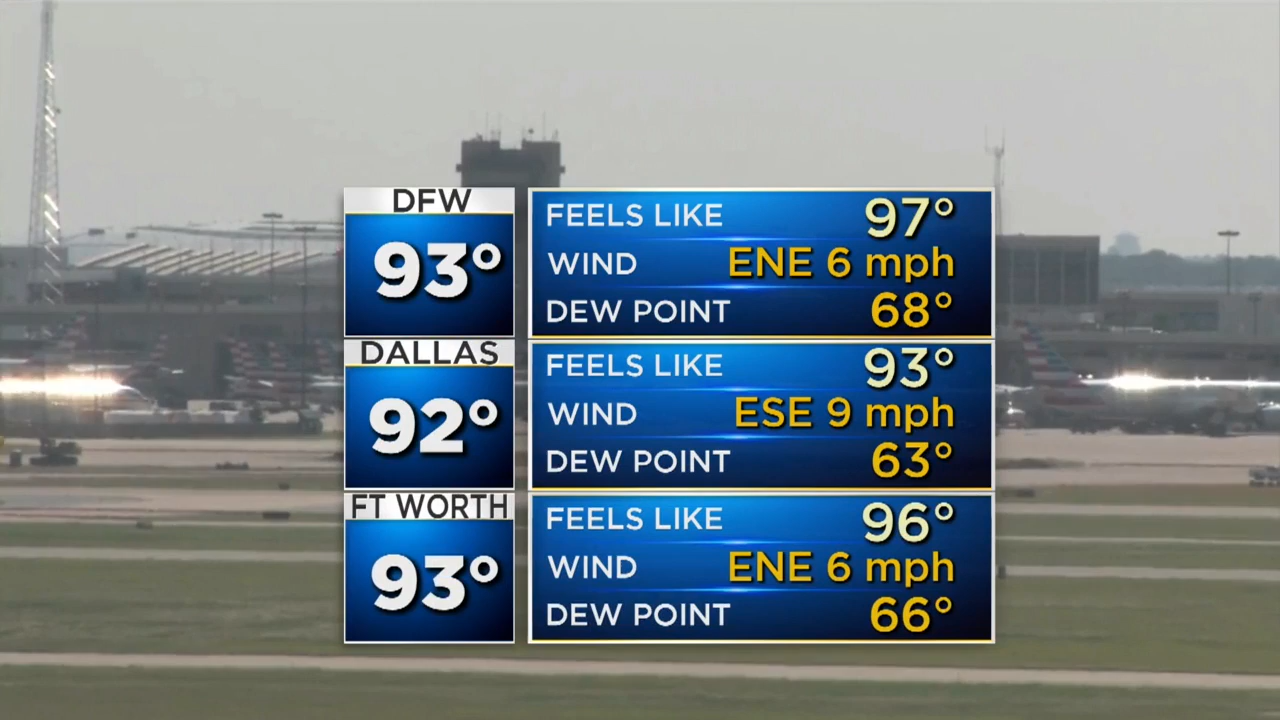 DFW
93°
FEELS LIKE 97°
WIND ENE 6 mph
DEW POINT 68°
DALLAS
92°
FEELS LIKE 93°
WIND ESE 9 mph
DEW POINT 63°
FT WORTH
93°
FEELS LIKE 96°
WIND ENE 6 mph
DEW POINT 66°